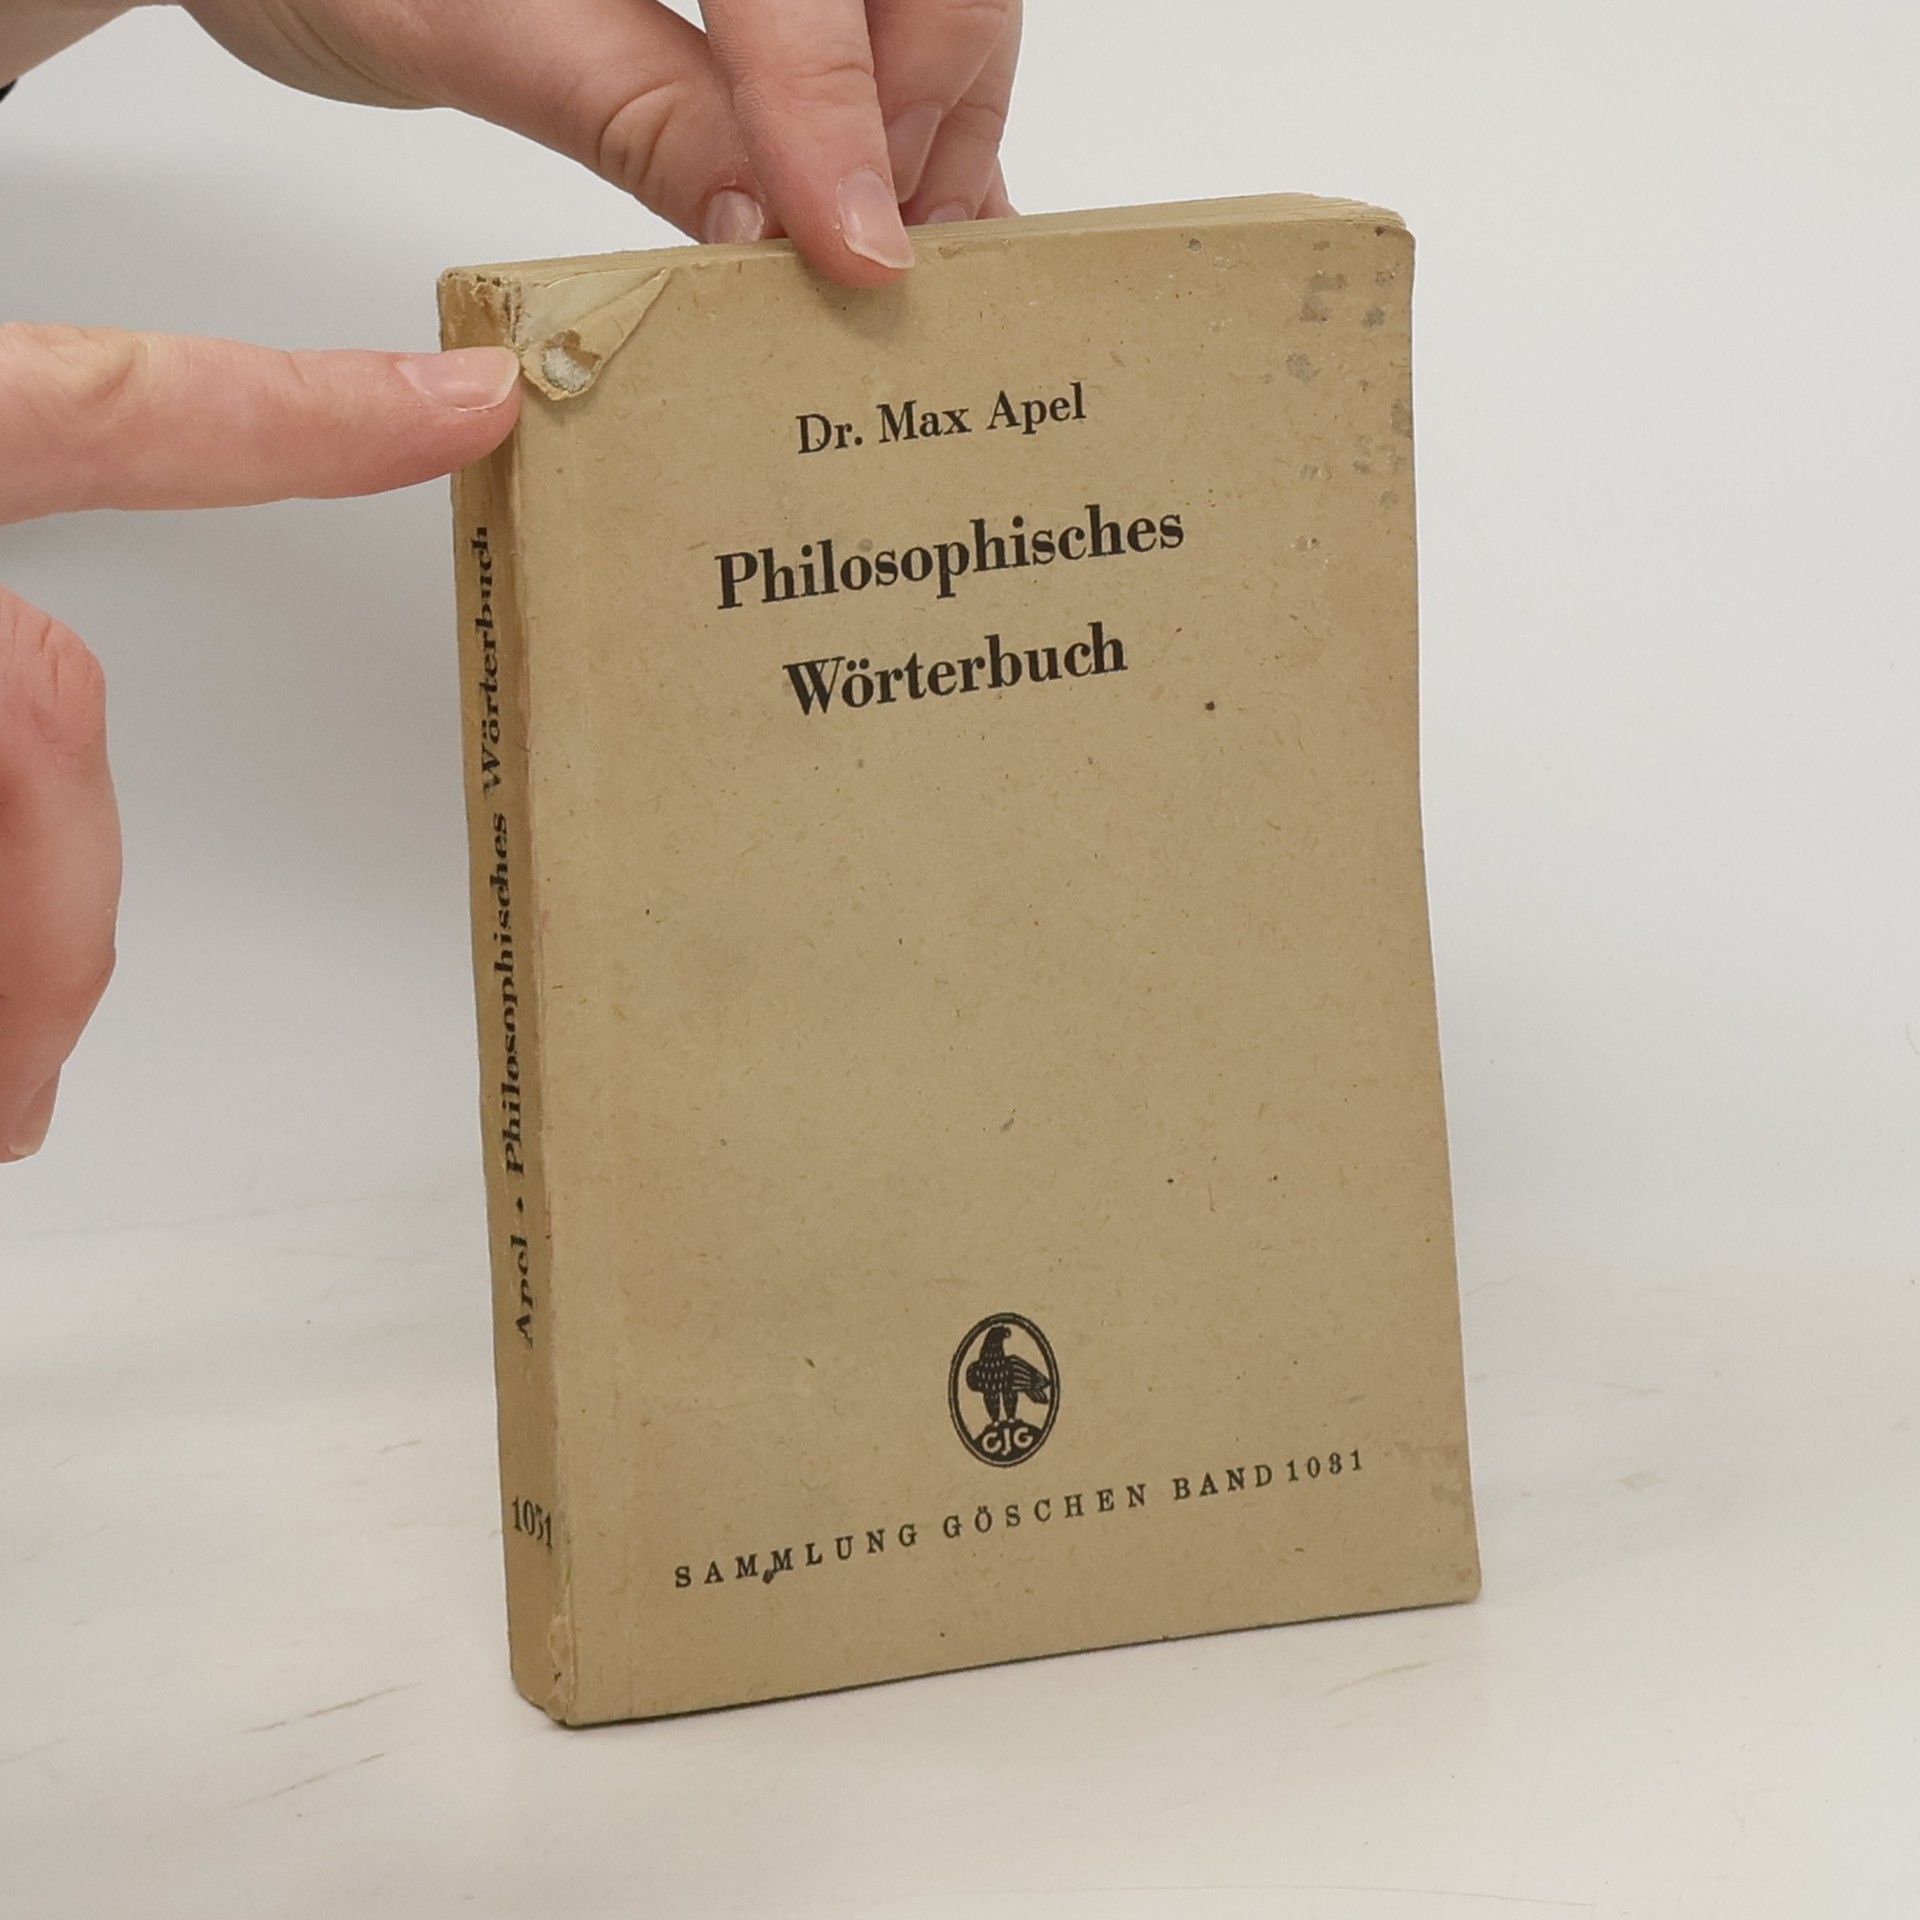 Dr. Max Apel
Philosophisches
Wörterbuch
CJG
SAMMLUNG GÖSCHEN BAND 1031
Apel • Philosophisches Wörterbuch
1031